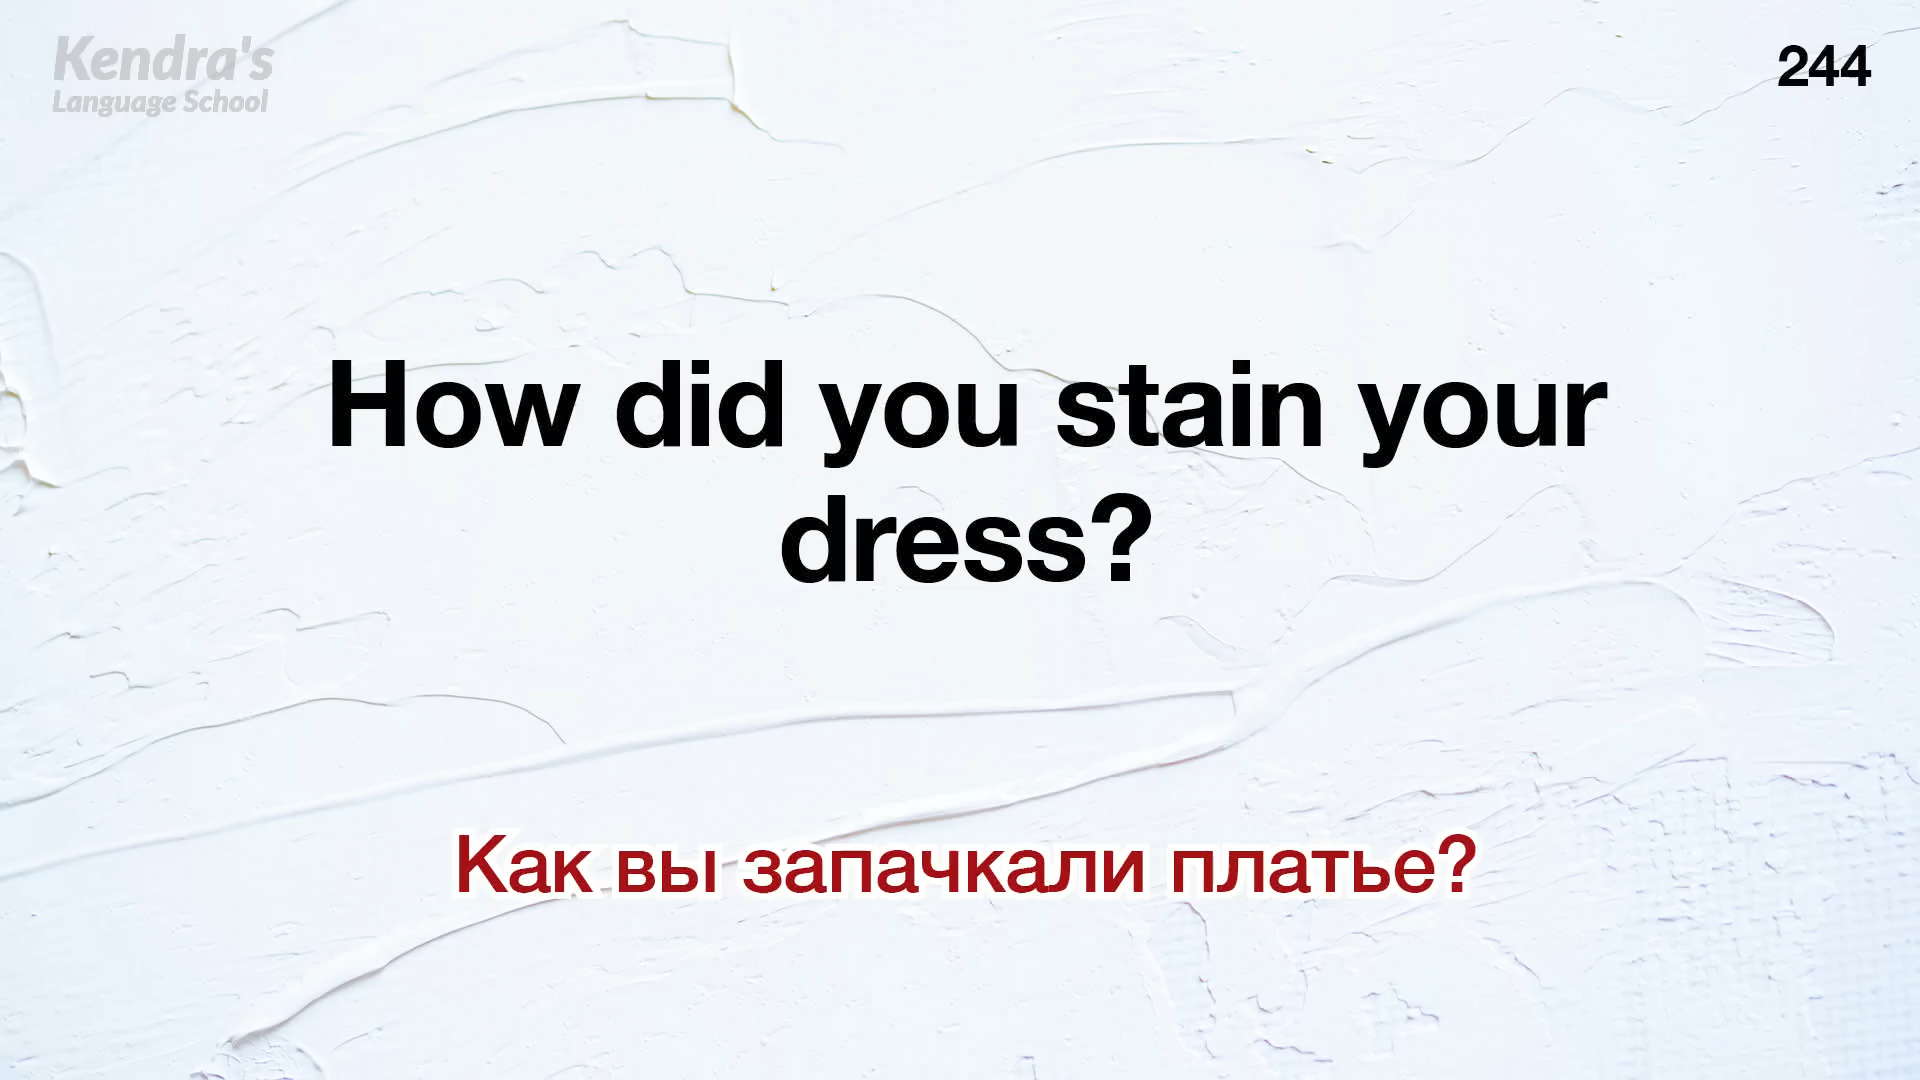 Kendra's
Language School
244
How did you stain your
dress?
Как вы запачкали платье?